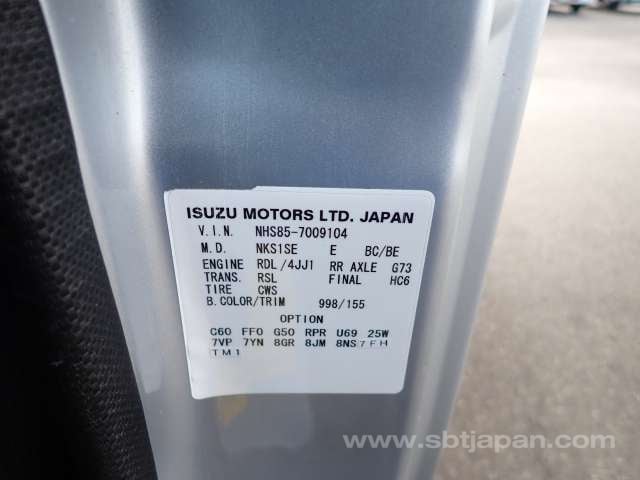 ISUZU MOTORS LTD. JAPAN
V.I.N. NHS85-7009104
M.D. NKS1SE E BC/BE
ENGINE RDL/4JJ1 RR AXLE G73
TRANS. RSL FINAL HC6
TIRE CWS
B.COLOR/TRIM 998/155
OPTION
C60 FF0 G50 RPR U69 25W
7VP 7YN 8GR 8JM 8NS 7FH
TM1
www.sbtjapan.com